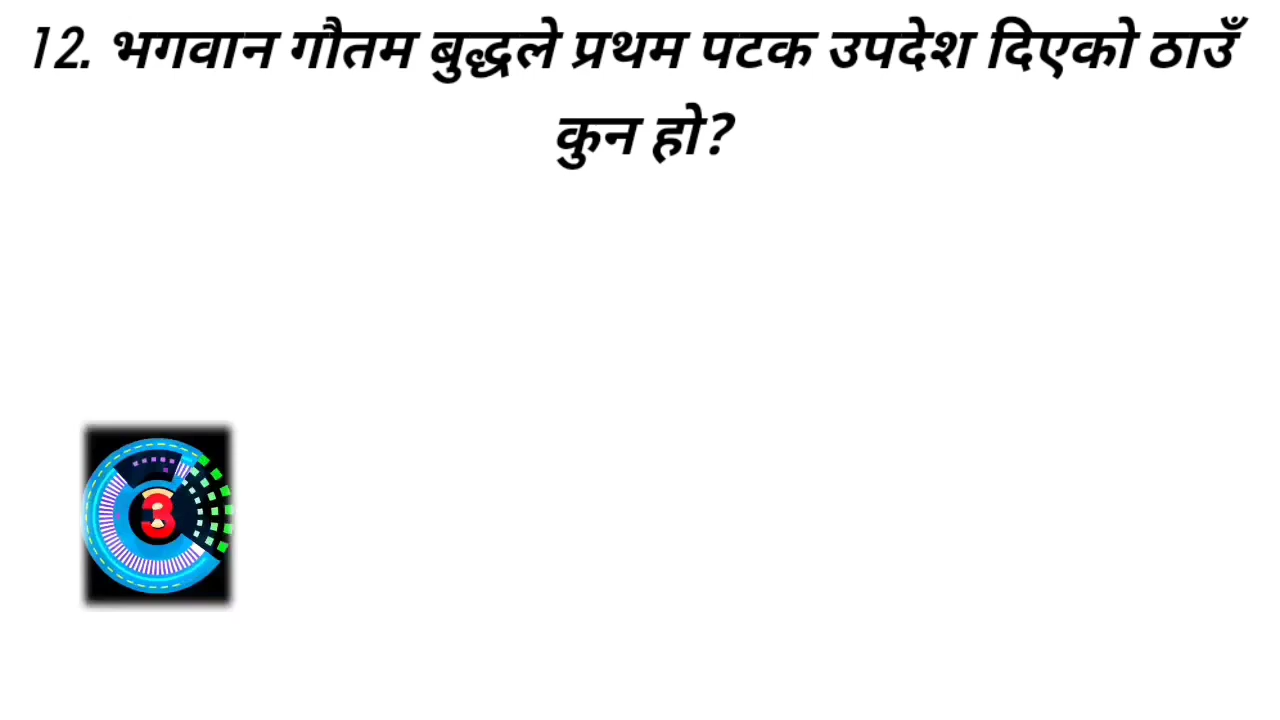 12. भगवान गौतम बुद्धले प्रथम पटक उपदेश दिएको ठाउँ
कुन हो?
3